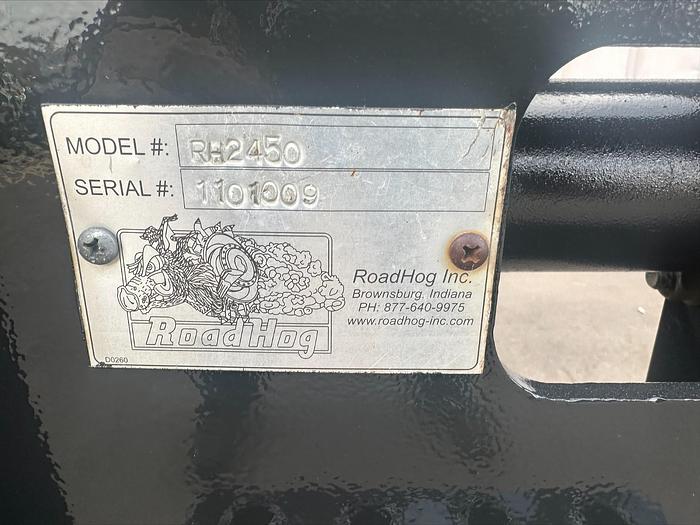 MODEL #: RH2450
SERIAL #: 1101009
RoadHog
RoadHog Inc.
Brownsburg, Indiana
PH: 877-640-9975
www.roadhog-inc.com
D0260